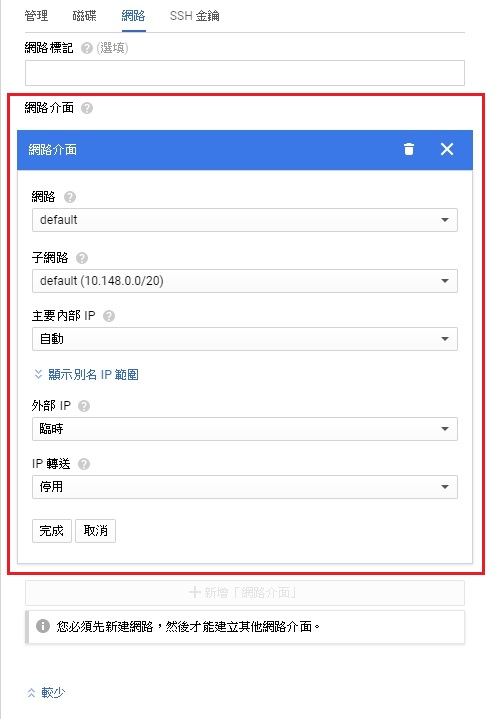 管理 磁碟 網路 SSH 金鑰
網路標記 (選填)
網路介面
網路介面
網路
default
子網路
default (10.148.0.0/20)
主要內部 IP
自動
顯示別名 IP 範圍
外部 IP
臨時
IP 轉送
停用
完成 取消
新增「網路介面」
您必須先新建網路，然後才能建立其他網路介面。
較少